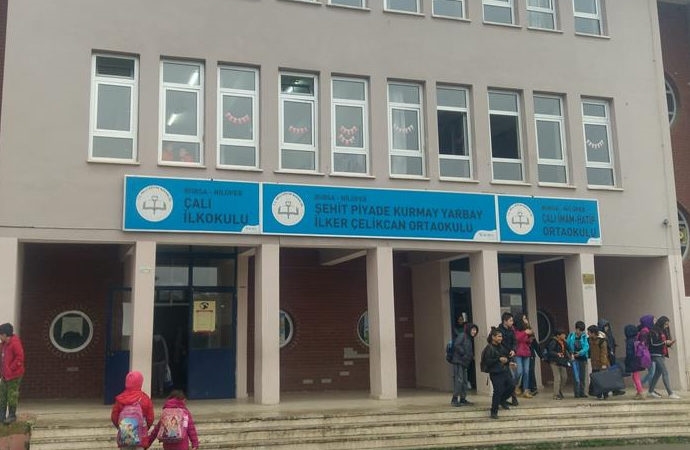 BURSA - NİLÜFER
ÇALI
İLKOKULU
BURSA - NİLÜFER
ŞEHİT PİYADE KURMAY YARBAY
İLKER ÇELİKCAN ORTAOKULU
BURSA - NİLÜFER
ÇALI İMAM-HATİP
ORTAOKULU